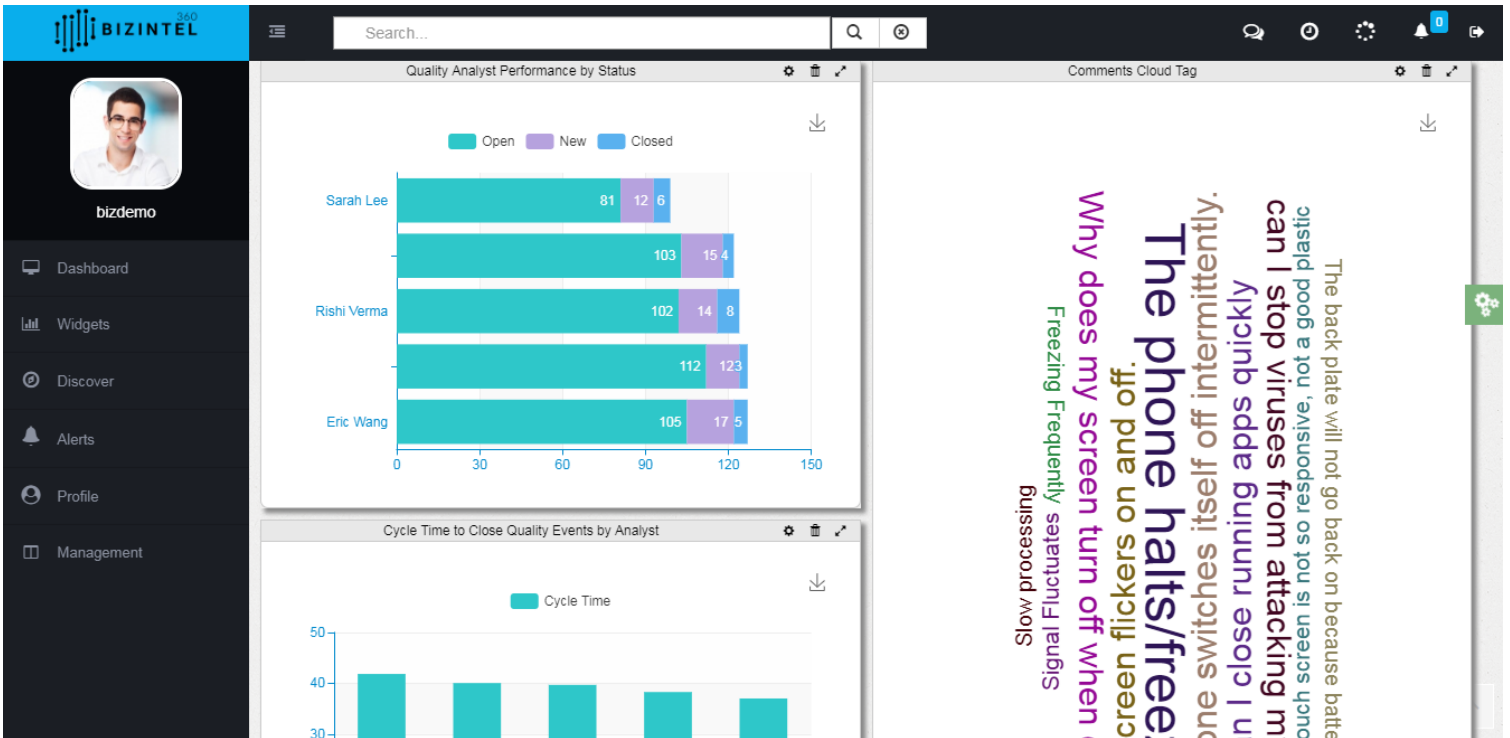 BIZINTEL
360
Search...
0
bizdemo
Dashboard
Widgets
Discover
Alerts
Profile
Management
Quality Analyst Performance by Status
Open New Closed
Sarah Lee 81 12 6
103 15 4
Rishi Verma 102 14 8
112 12 3
Eric Wang 105 17 5
0 30 60 90 120 150
Cycle Time to Close Quality Events by Analyst
Cycle Time
50
40
30
Comments Cloud Tag
Slow processing
Signal Fluctuates
Freezing Frequently
Why does my screen turn off when
creen flickers on and off.
The phone halts/free
one switches itself off intermittently.
n I close running apps quickly
can I stop viruses from attacking m
ouch screen is not so responsive, not a good plastic
The back plate will not go back on because batte